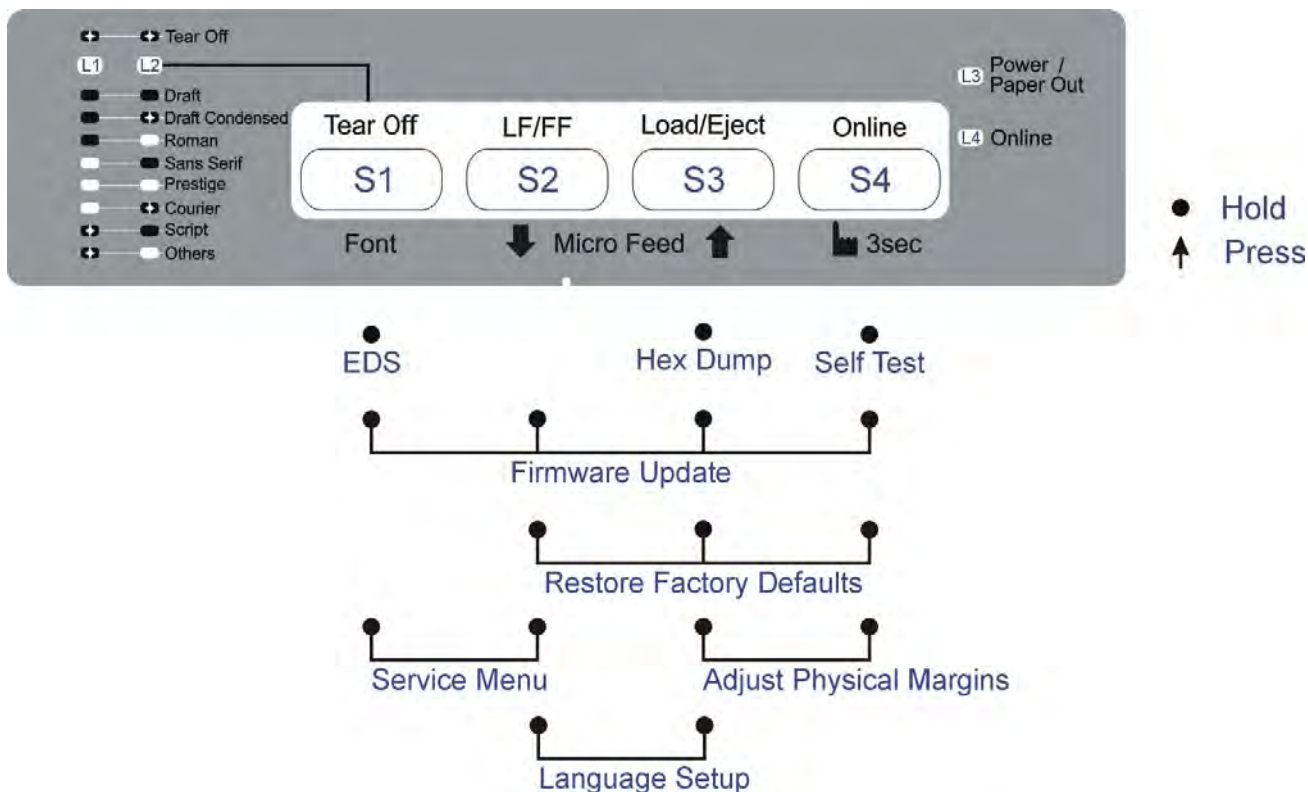 Tear Off
L1 L2
Draft
Draft Condensed
Roman
Sans Serif
Prestige
Courier
Script
Others
Tear Off LF/FF Load/Eject Online
S1 S2 S3 S4
Font Micro Feed 3sec
L3 Power /
Paper Out
L4 Online
Hold
Press
EDS Hex Dump Self Test
Firmware Update
Restore Factory Defaults
Service Menu Adjust Physical Margins
Language Setup